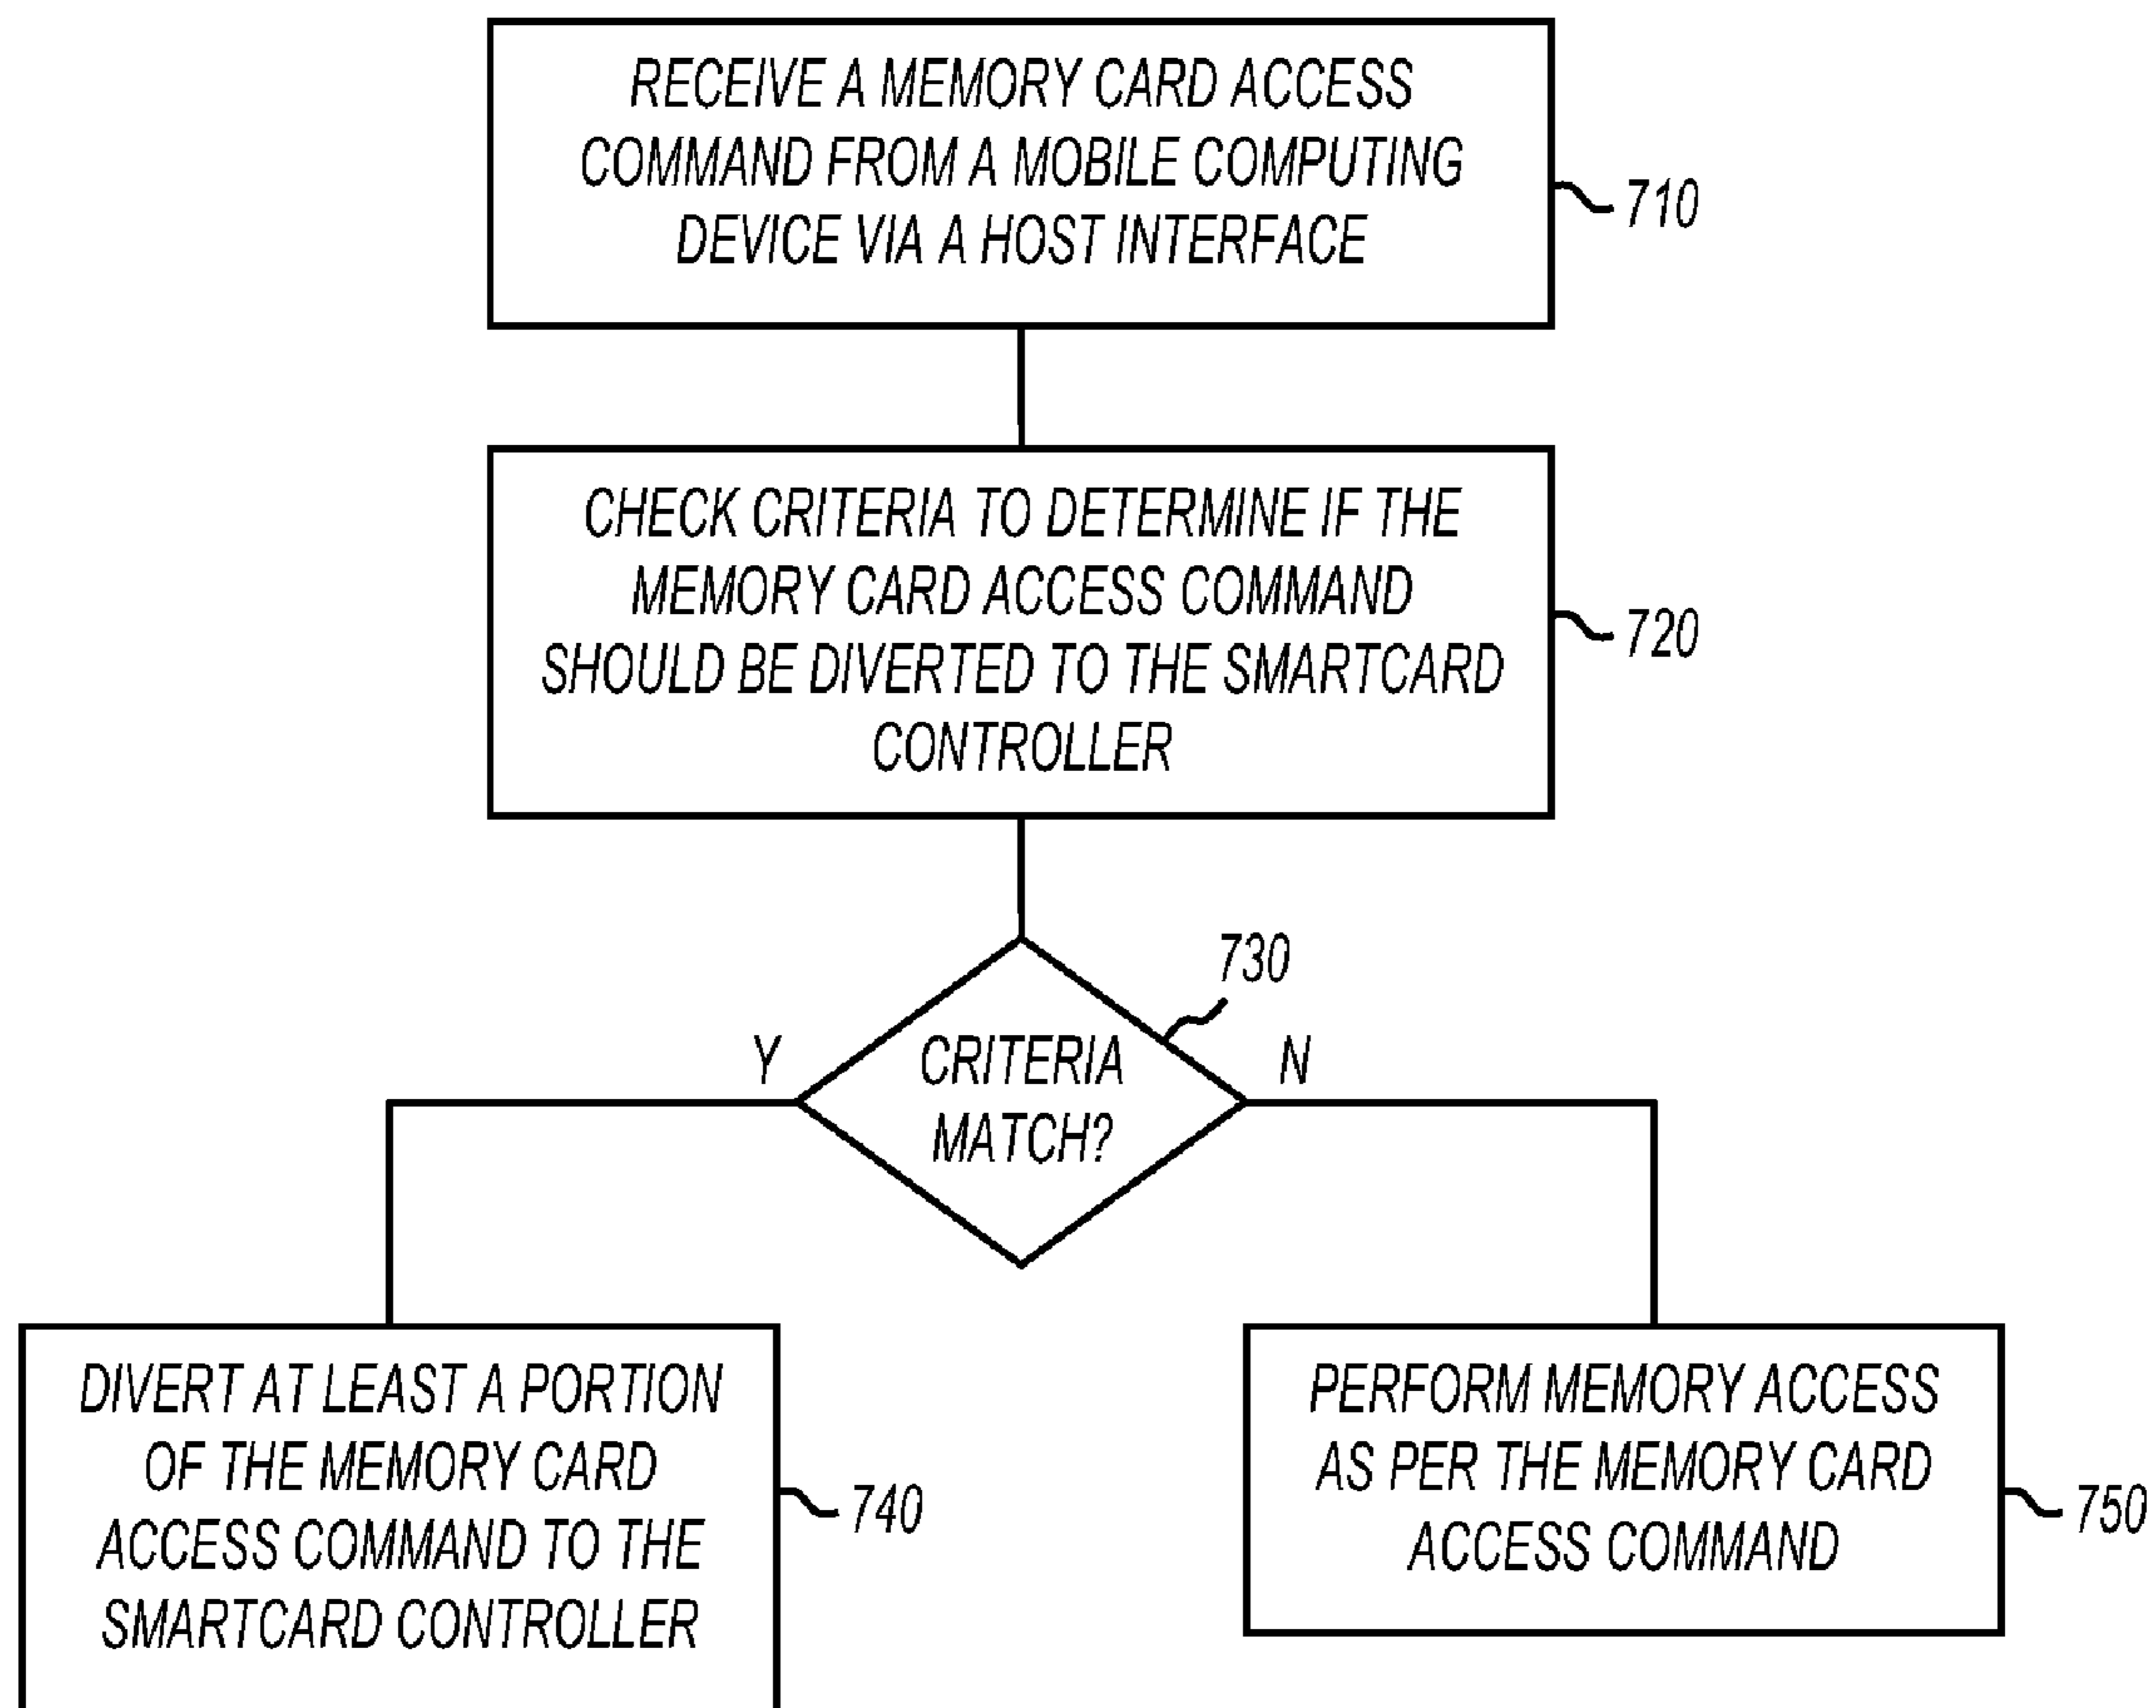 RECEIVE A MEMORY CARD ACCESS
COMMAND FROM A MOBILE COMPUTING
DEVICE VIA A HOST INTERFACE
710
CHECK CRITERIA TO DETERMINE IF THE
MEMORY CARD ACCESS COMMAND
SHOULD BE DIVERTED TO THE SMARTCARD
CONTROLLER
720
730
Y
CRITERIA
MATCH?
N
DIVERT AT LEAST A PORTION
OF THE MEMORY CARD
ACCESS COMMAND TO THE
SMARTCARD CONTROLLER
740
PERFORM MEMORY ACCESS
AS PER THE MEMORY CARD
ACCESS COMMAND
750